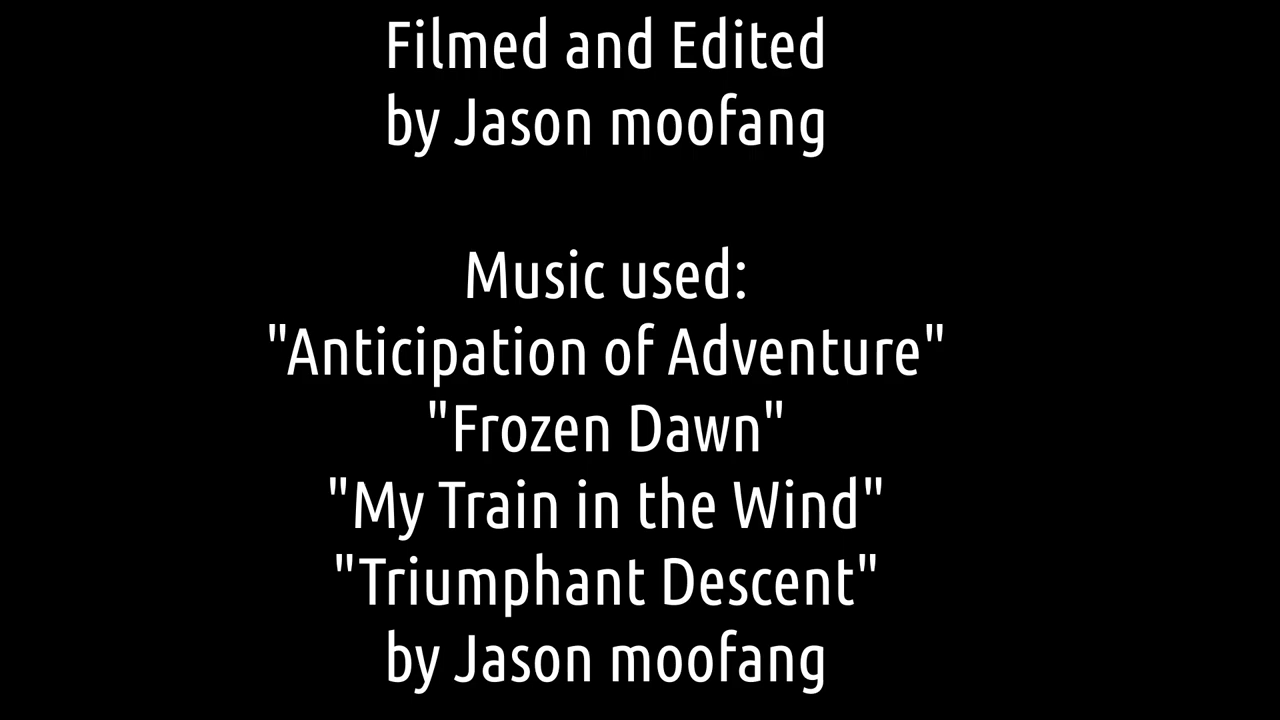 Filmed and Edited
by Jason moofang
Music used:
"Anticipation of Adventure"
"Frozen Dawn"
"My Train in the Wind"
"Triumphant Descent"
by Jason moofang